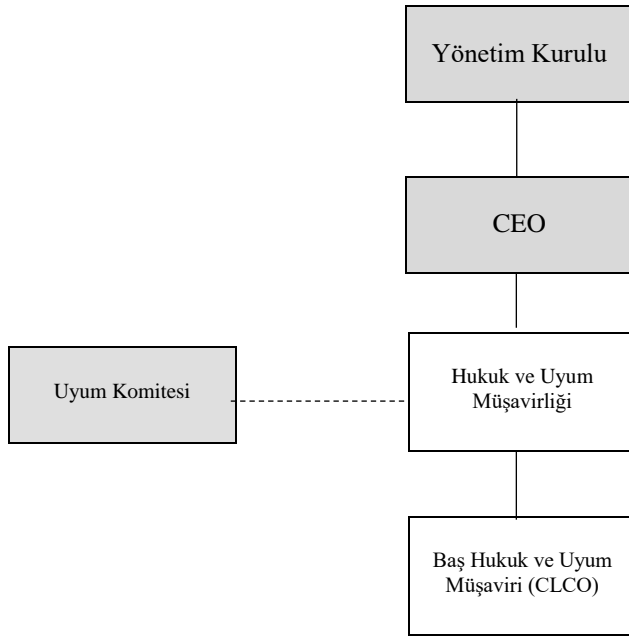 Yönetim Kurulu
CEO
Uyum Komitesi
Hukuk ve Uyum
Müşavirliği
Baş Hukuk ve Uyum
Müşaviri (CLCO)